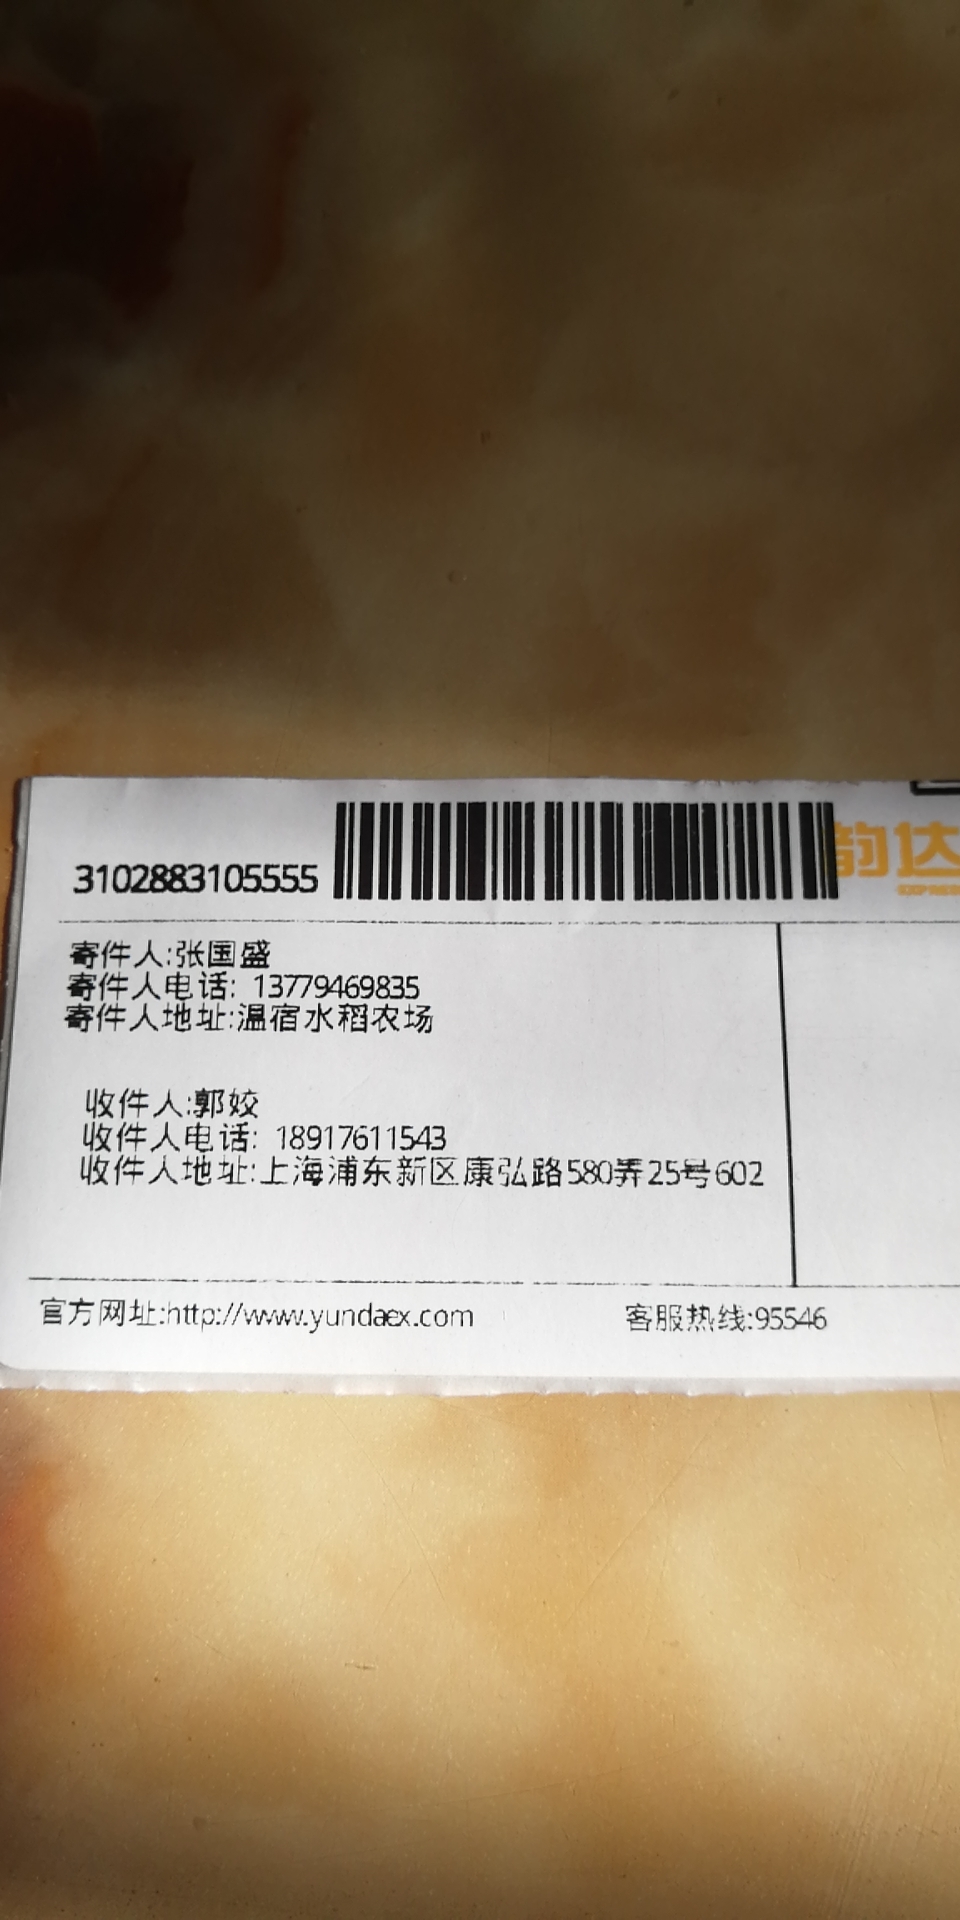 3102883105555
韵达
EXPRESS
寄件人:张国盛
寄件人电话: 13779469835
寄件人地址:温宿水稻农场
收件人:郭姣
收件人电话: 18917611543
收件人地址:上海浦东新区康弘路580弄25号602
官方网址:http://www.yundaex.com 客服热线:95546